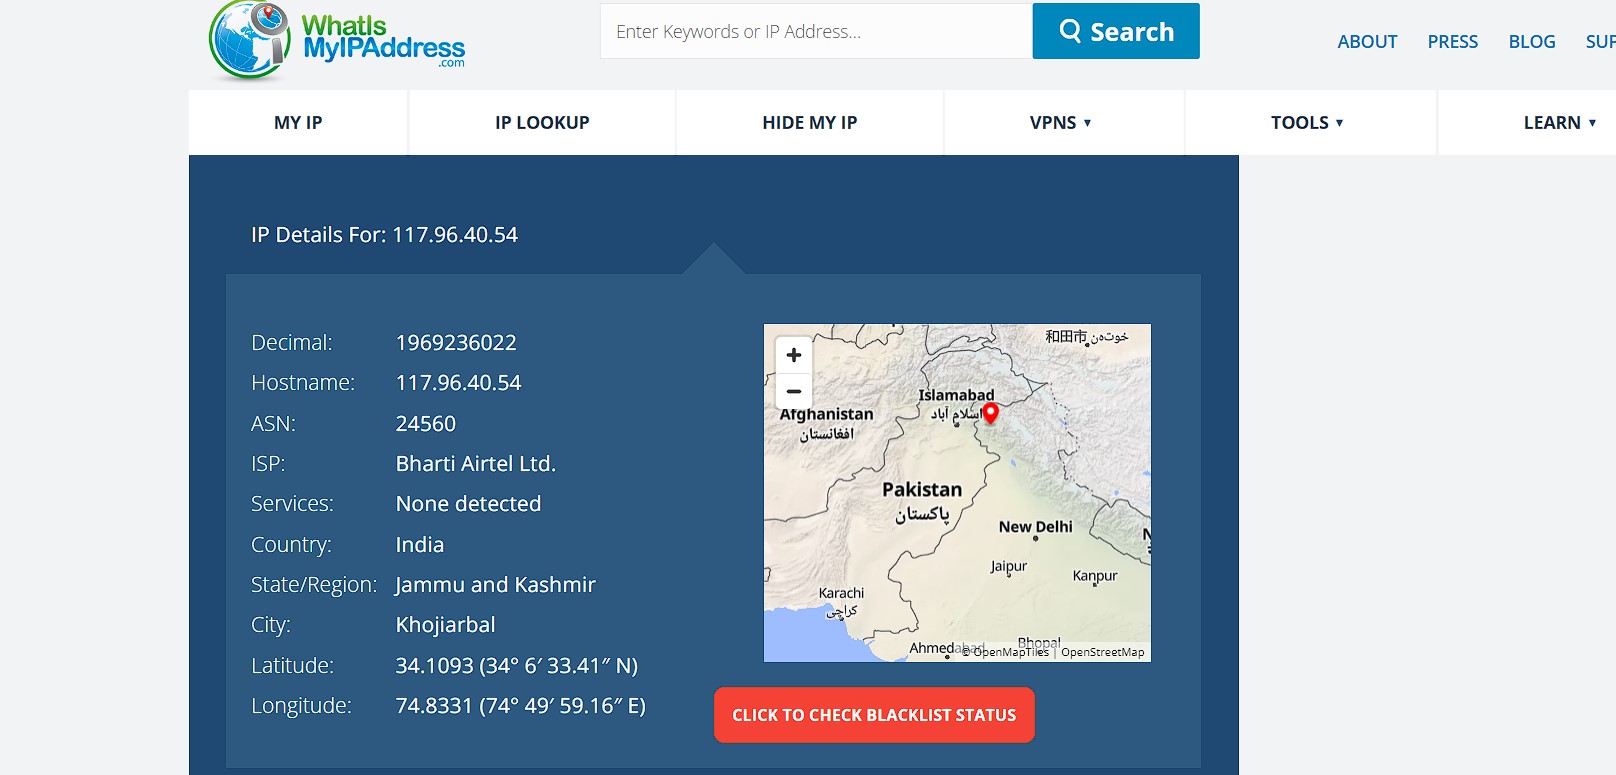 WhatIs
MyIPAddress
.com
Enter Keywords or IP Address...
Search
ABOUT PRESS BLOG SUP
MY IP IP LOOKUP HIDE MY IP VPNS ▼ TOOLS ▼ LEARN ▼
IP Details For: 117.96.40.54
Decimal: 1969236022
Hostname: 117.96.40.54
ASN: 24560
ISP: Bharti Airtel Ltd.
Services: None detected
Country: India
State/Region: Jammu and Kashmir
City: Khojiarbal
Latitude: 34.1093 (34° 6′ 33.41″ N)
Longitude: 74.8331 (74° 49′ 59.16″ E)
+
−
和田市 خوتەن
Islamabad
اسلام آباد
Afghanistan
افغانستان
Pakistan
پاکستان
New Delhi
Jaipur
Kanpur
N
Karachi
کراچی
Bhopal
Ahmedabad
© OpenMapTiles | OpenStreetMap
CLICK TO CHECK BLACKLIST STATUS